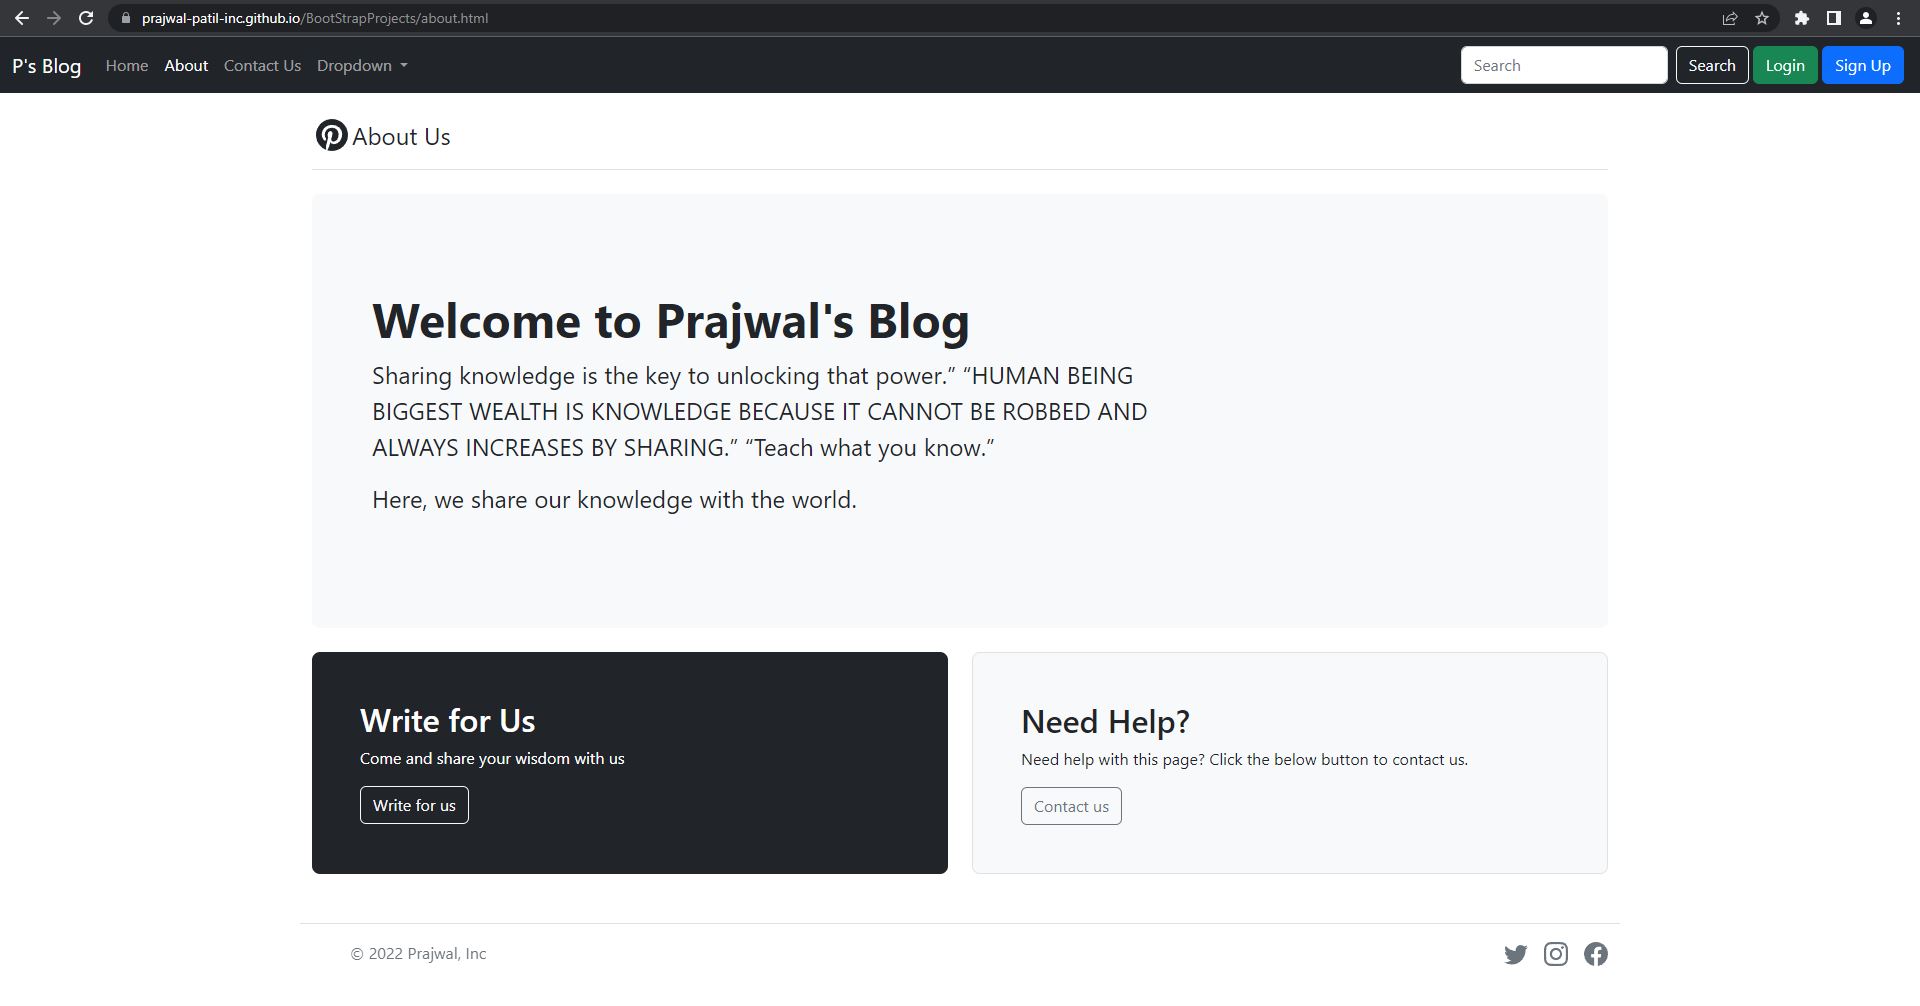 prajwal-patil-inc.github.io/BootStrapProjects/about.html
P's Blog Home About Contact Us Dropdown Search Search Login Sign Up
About Us
Welcome to Prajwal's Blog
Sharing knowledge is the key to unlocking that power.” “HUMAN BEING
BIGGEST WEALTH IS KNOWLEDGE BECAUSE IT CANNOT BE ROBBED AND
ALWAYS INCREASES BY SHARING.” “Teach what you know.”
Here, we share our knowledge with the world.
Write for Us
Come and share your wisdom with us
Write for us
Need Help?
Need help with this page? Click the below button to contact us.
Contact us
© 2022 Prajwal, Inc